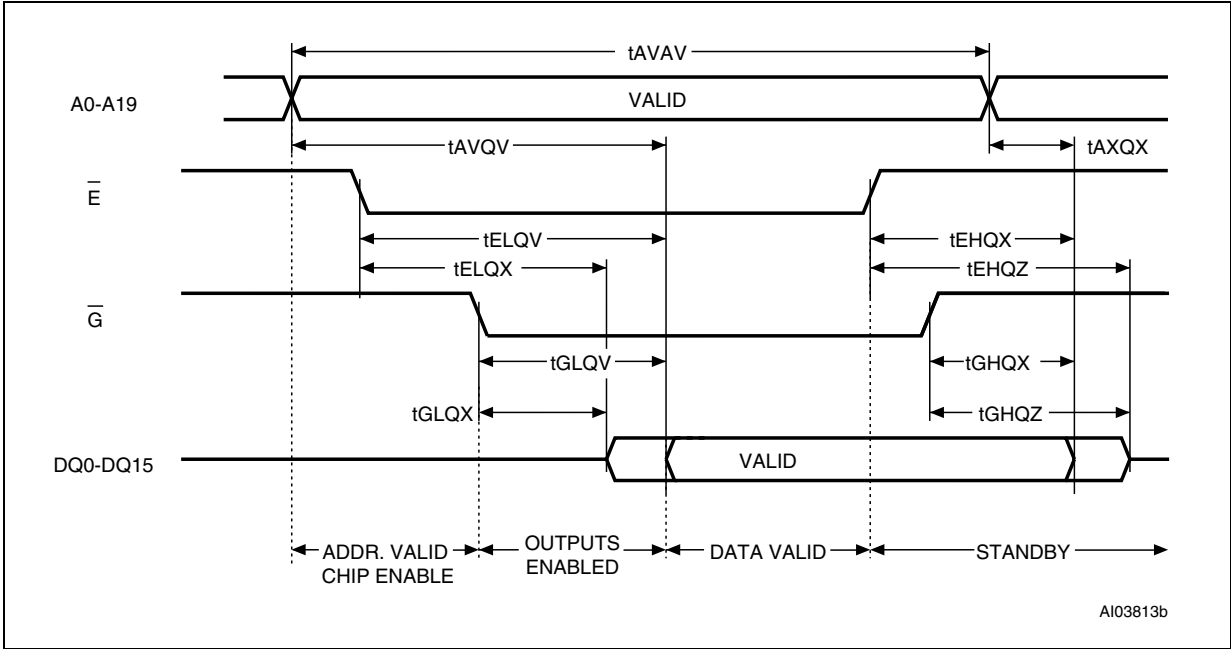 tAVAV
A0-A19
VALID
tAVQV
tAXQX
E
tELQV
tEHQX
tELQX
tEHQZ
G
tGLQV
tGHQX
tGLQX
tGHQZ
DQ0-DQ15
VALID
ADDR. VALID
CHIP ENABLE
OUTPUTS
ENABLED
DATA VALID
STANDBY
AI03813b